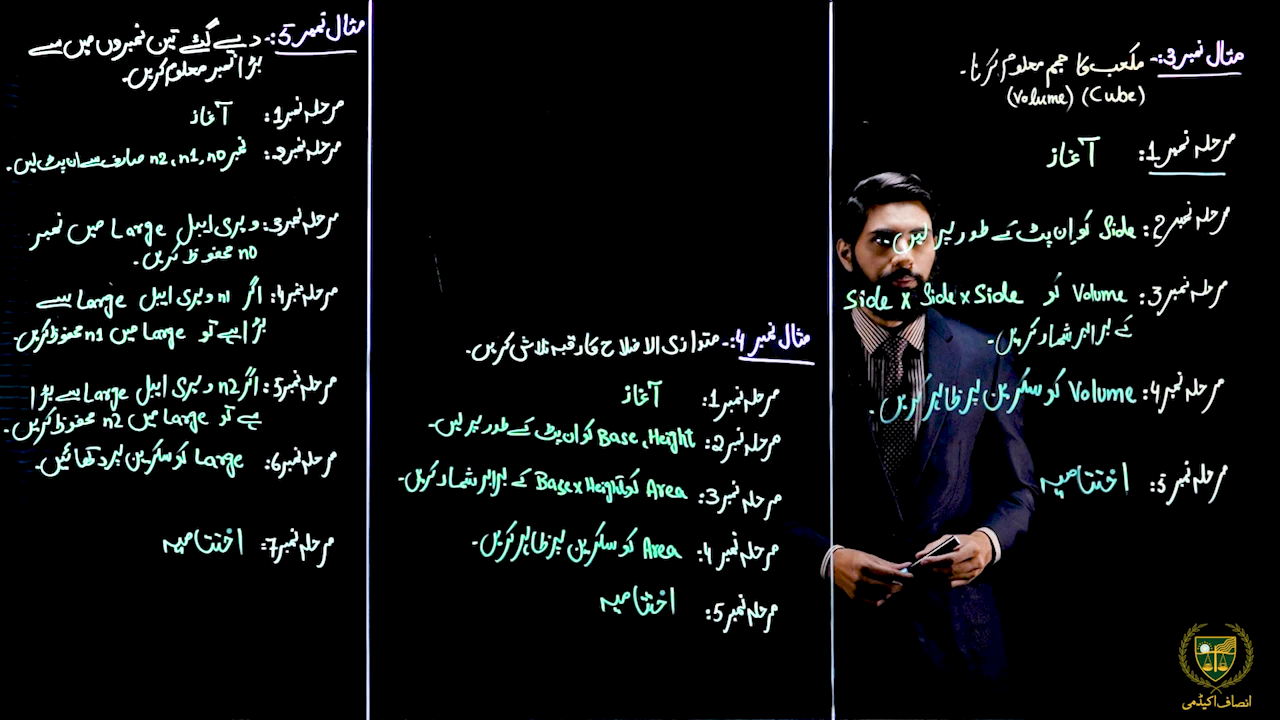 مثال نمبر 3:- مکعب کا حجم معلوم کرنا۔
(Volume) (Cube)
مرحلہ نمبر 1: آغاز
مرحلہ نمبر 2: Side کو اِن پٹ کے طور پر لیں
مرحلہ نمبر 3: Volume کو Side x Side x Side
کے برابر شمار کریں۔
مرحلہ نمبر 4: Volume کو سکرین پر ظاہر کریں۔
مرحلہ نمبر 5: اختتامیہ
مثال نمبر 4:- متوازی الاضلاح کا رقبہ تلاش کریں۔
مرحلہ نمبر 1: آغاز
مرحلہ نمبر 2: Base, Height کو ان پٹ کے طور پر لیں۔
مرحلہ نمبر 3: Area کو Base x Height کے برابر شمار کریں۔
مرحلہ نمبر 4: Area کو سکرین پر ظاہر کریں۔
مرحلہ نمبر 5: اختتامیہ
مثال نمبر 5:- دیے گئے تین نمبروں میں سے
بڑا نمبر معلوم کریں۔
مرحلہ نمبر 1: آغاز
مرحلہ نمبر 2: نمبر n0، n1، n2 صارف سے ان پٹ لیں۔
مرحلہ نمبر 3: ویری ایبل Large میں نمبر
n0 محفوظ کریں۔
مرحلہ نمبر 4: اگر n1 ویری ایبل Large سے
بڑا ہے تو Large میں n1 محفوظ کریں
مرحلہ نمبر 5: اگر n2 ویری ایبل Large سے بڑا
ہے تو Large میں n2 محفوظ کریں۔
مرحلہ نمبر 6: Large کو سکرین پر دکھائیں۔
مرحلہ نمبر 7: اختتامیہ
انصاف اکیڈمی